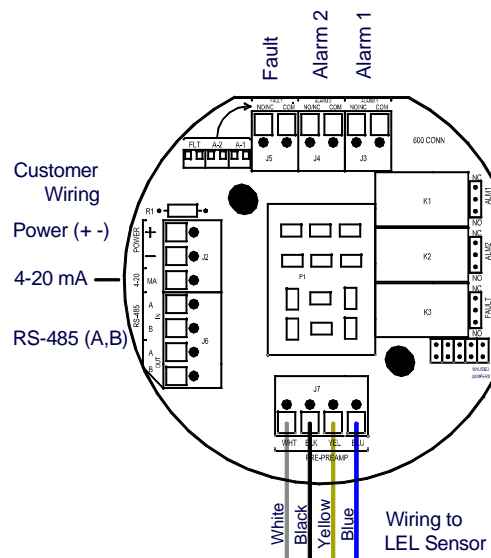 Fault
Alarm 2
Alarm 1
FAULT
ALARM 2
ALARM 1
NO/NC COM
NO/NC COM
NO/NC COM
FLT A-2 A-1
J5
J4
J3
600 CONN
Customer
Wiring
Power (+ -)
4-20 mA
RS-485 (A,B)
R1
POWER
+
−
J2
4-20
MA
RS-485
A
IN
B
J6
A
OUT
B
P1
K1
NC
ALM1
NO
K2
NC
ALM2
NO
K3
NC
FAULT
NO
UNUSED
JUMPERS
J7
WHT BLK YEL BLU
PRE-PREAMP
White
Black
Yellow
Blue
Wiring to
LEL Sensor